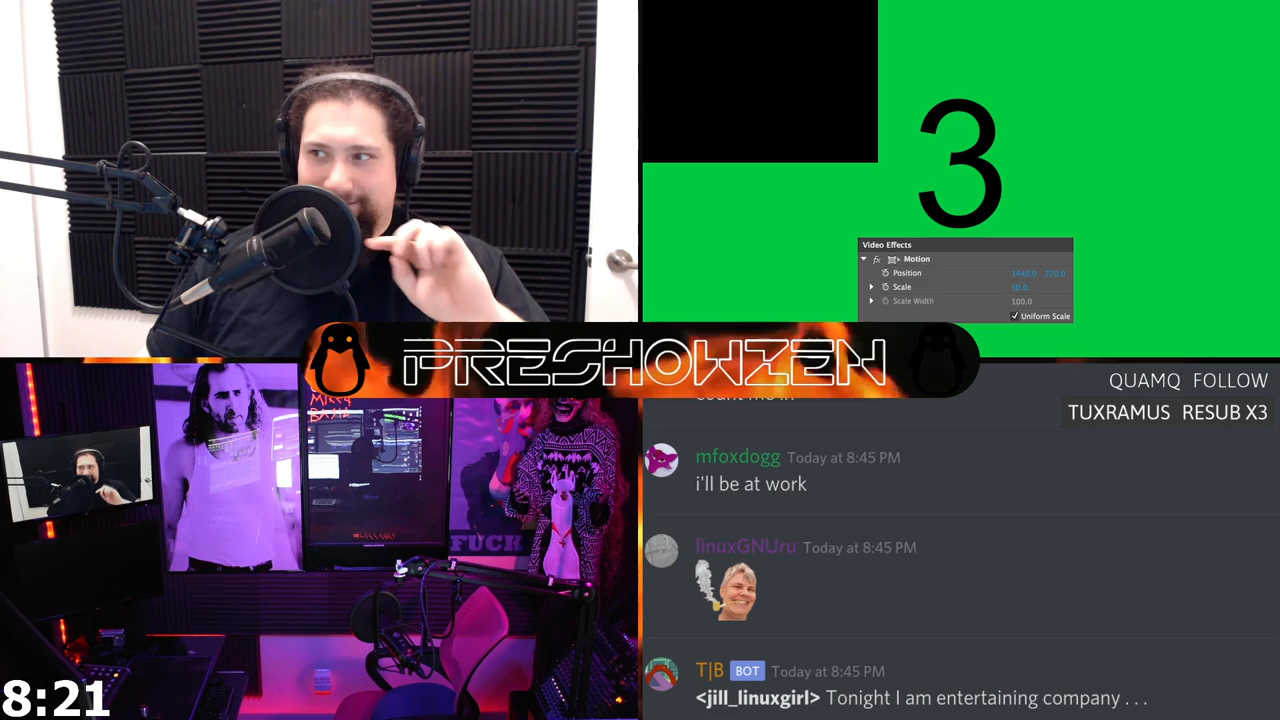 3
Video Effects
fx Motion
Position 1440.0 270.0
Scale 50.0
Scale Width 100.0
Uniform Scale
PRESHOWZEN
QUAMQ FOLLOW
TUXRAMUS RESUB X3
mfoxdogg Today at 8:45 PM
i'll be at work
linuxGNUru Today at 8:45 PM
T|B BOT Today at 8:45 PM
<jill_linuxgirl> Tonight I am entertaining company . . .
FUCK
8:21